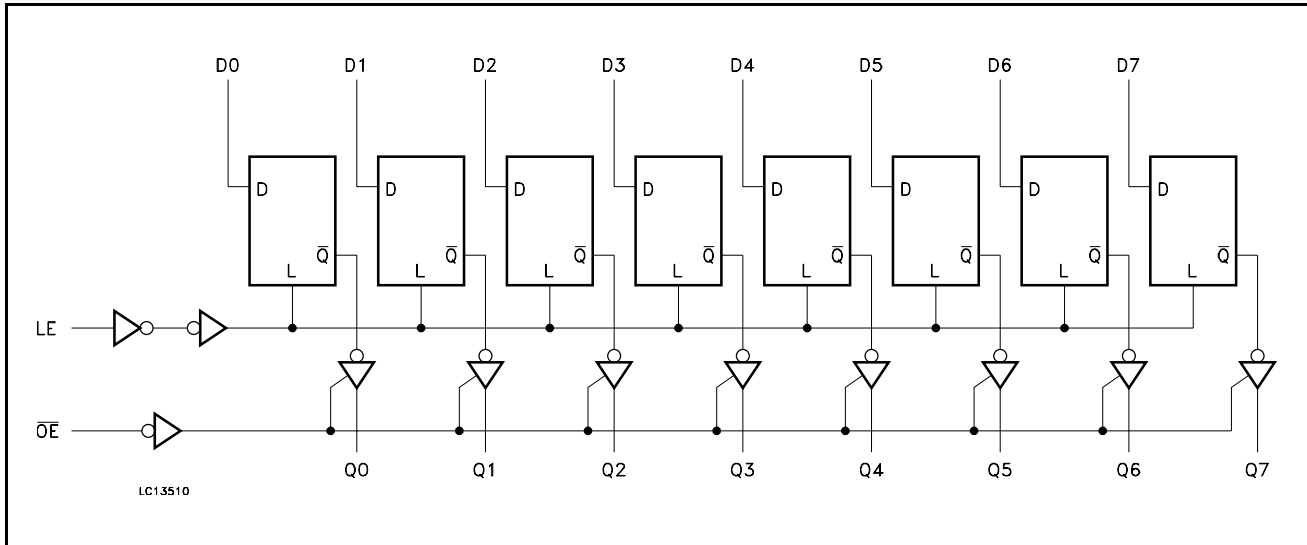 D0 D1 D2 D3 D4 D5 D6 D7
D D D D D D D D
Q̅ Q̅ Q̅ Q̅ Q̅ Q̅ Q̅ Q̅
L L L L L L L L
LE
O̅E̅
Q0 Q1 Q2 Q3 Q4 Q5 Q6 Q7
LC13510